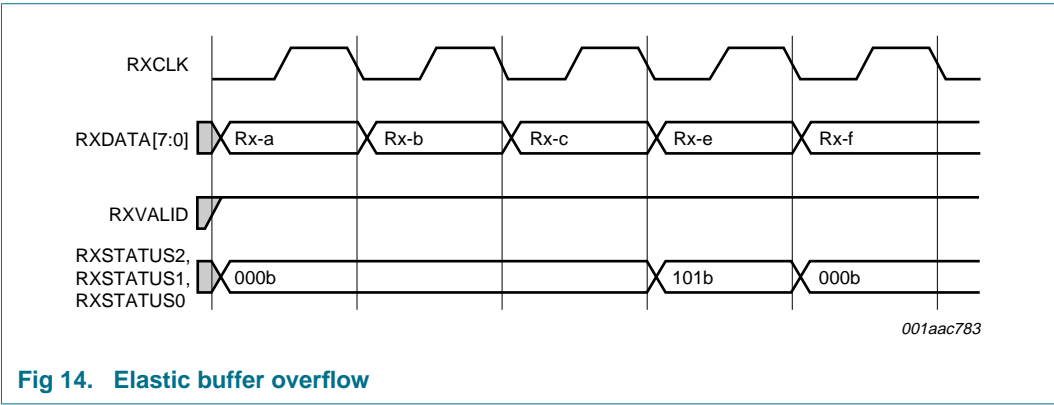 RXCLK
RXDATA[7:0] Rx-a Rx-b Rx-c Rx-e Rx-f
RXVALID
RXSTATUS2,
RXSTATUS1, 000b 101b 000b
RXSTATUS0
001aac783
Fig 14. Elastic buffer overflow